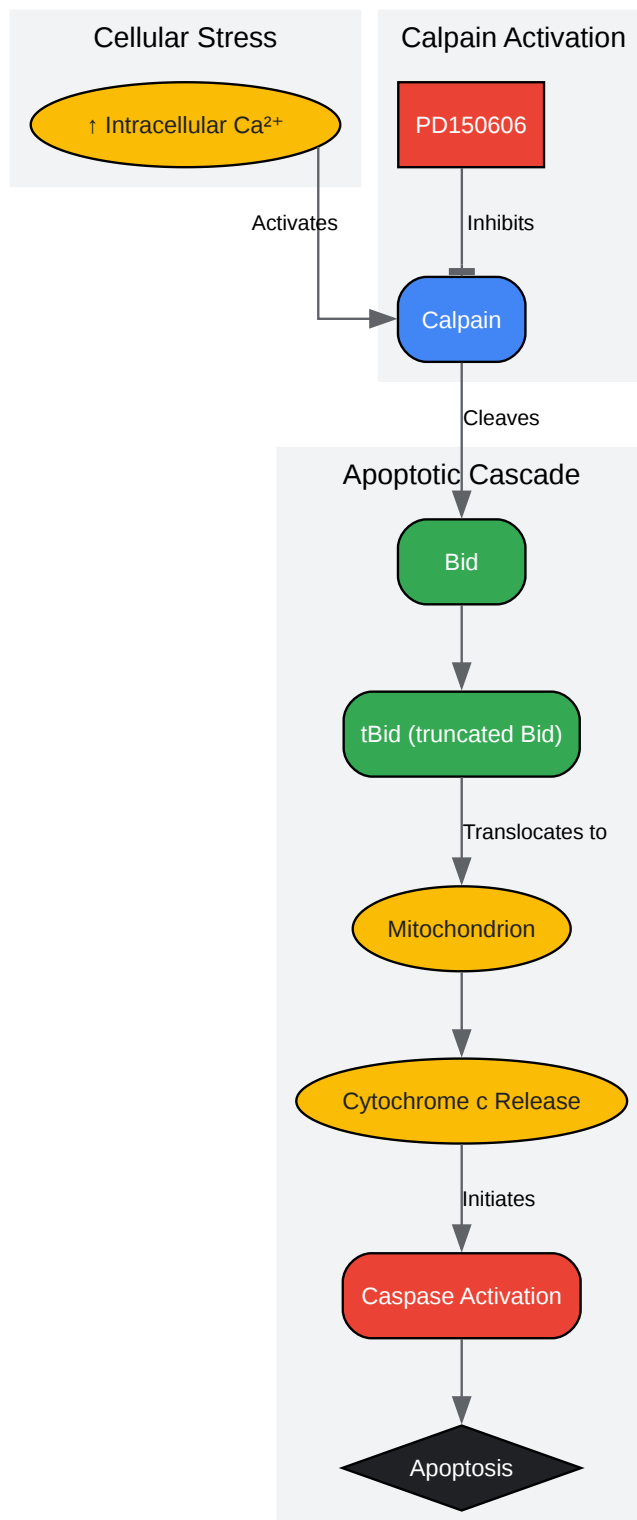 Cellular Stress
Calpain Activation
↑ Intracellular Ca²⁺
PD150606
Activates
Inhibits
Calpain
Cleaves
Apoptotic Cascade
Bid
tBid (truncated Bid)
Translocates to
Mitochondrion
Cytochrome c Release
Initiates
Caspase Activation
Apoptosis